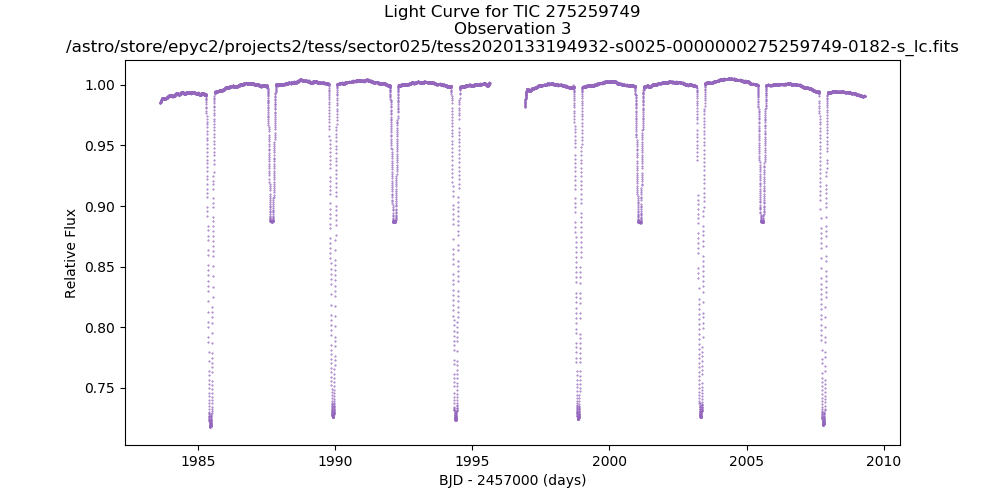 Light Curve for TIC 275259749
Observation 3
/astro/store/epyc2/projects2/tess/sector025/tess2020133194932-s0025-0000000275259749-0182-s_lc.fits
Relative Flux
1.00
0.95
0.90
0.85
0.80
0.75
1985
1990
1995
2000
2005
2010
BJD - 2457000 (days)